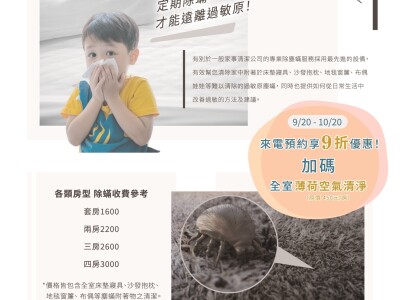 定期除蟎
才能遠離過敏原！
有別於一般家事清潔公司的專業除塵蟎服務採用最先進的設備，
有效幫您清除家中附著於床墊寢具、沙發抱枕、地毯窗簾、布偶
娃娃等難以清除的過敏原塵蟎，同時也提供如何從日常生活中
改善過敏的方法及建議。
9/20 - 10/20
來電預約享9折優惠！
加碼
全室薄荷空氣清淨
各類房型 除蟎收費參考
套房1600
兩房2200
三房2600
四房3000
*價格皆包含全室床墊寢具、沙發抱枕、
地毯窗簾、布偶等塵蟎附著物之清潔。